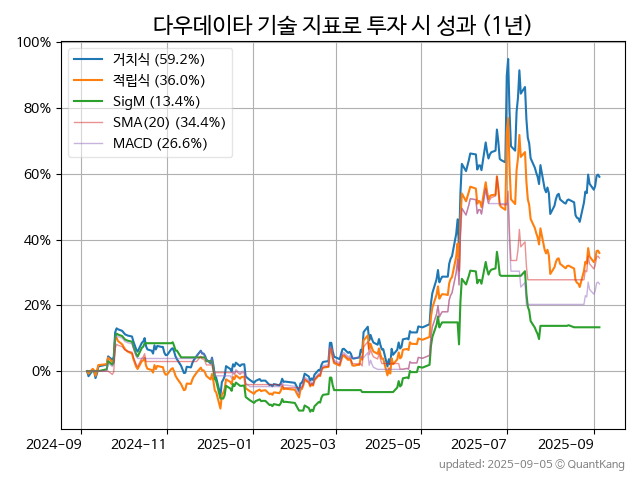 다우데이타 기술 지표로 투자 시 성과 (1년)
100%
80%
60%
40%
20%
0%
거치식 (59.2%)
적립식 (36.0%)
SigM (13.4%)
SMA(20) (34.4%)
MACD (26.6%)
2024-09 2024-11 2025-01 2025-03 2025-05 2025-07 2025-09
updated: 2025-09-05 © QuantKang